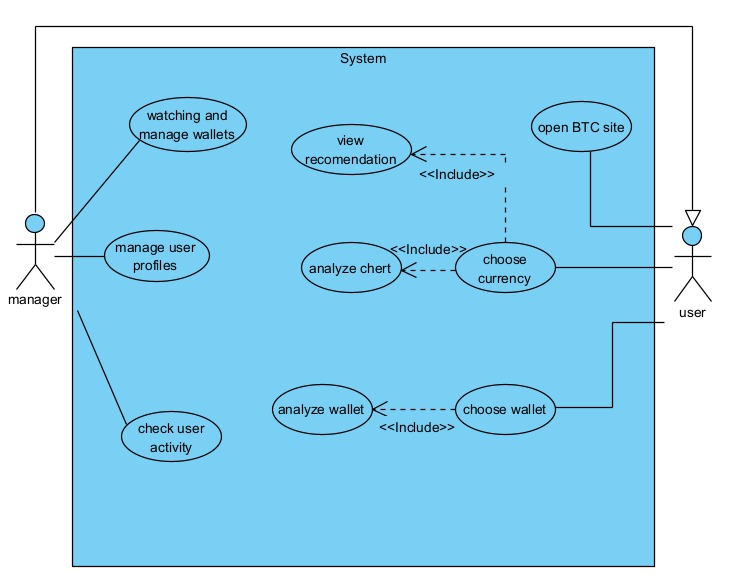 System
watching and
manage wallets
view
recomendation
open BTC site
<<Include>>
manage user
profiles
<<Include>>
analyze chert
choose
currency
manager
user
analyze wallet
choose wallet
<<Include>>
check user
activity